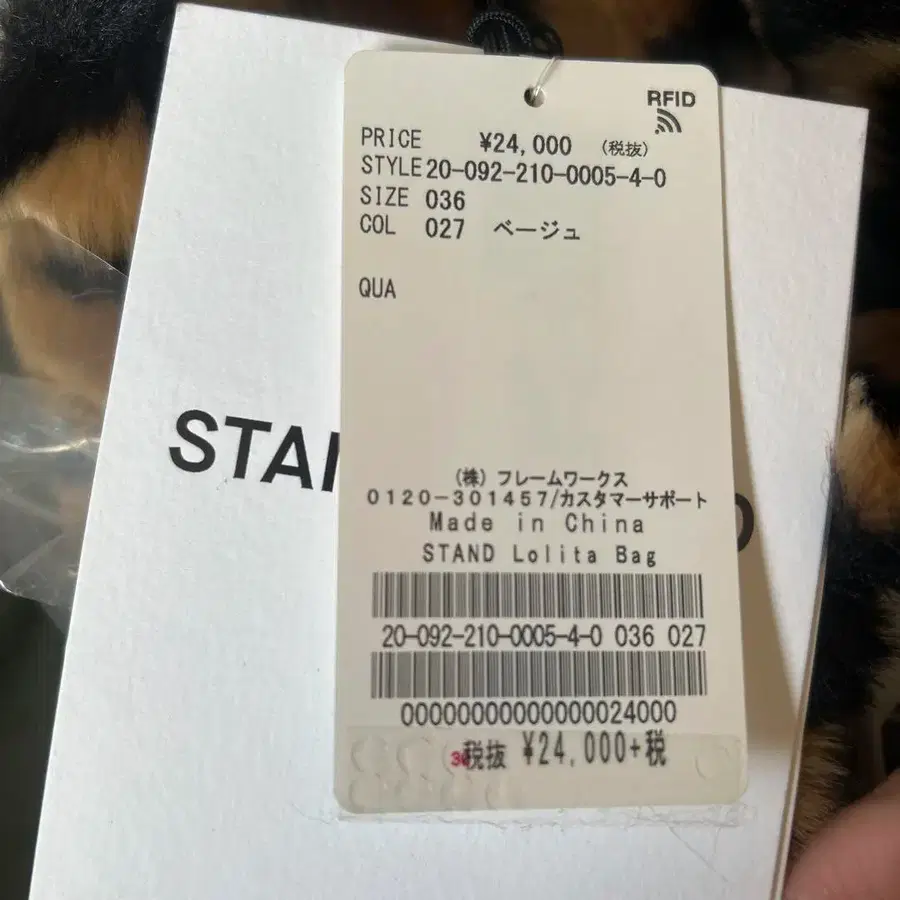 RFID
PRICE ¥24,000 (税抜)
STYLE 20-092-210-0005-4-0
SIZE 036
COL 027 ベージュ
QUA
STAN
D
(株) フレームワークス
0120-301457/カスタマーサポート
Made in China
STAND Lolita Bag
20-092-210-0005-4-0 036 027
00000000000000024000
税抜 ¥24,000+税